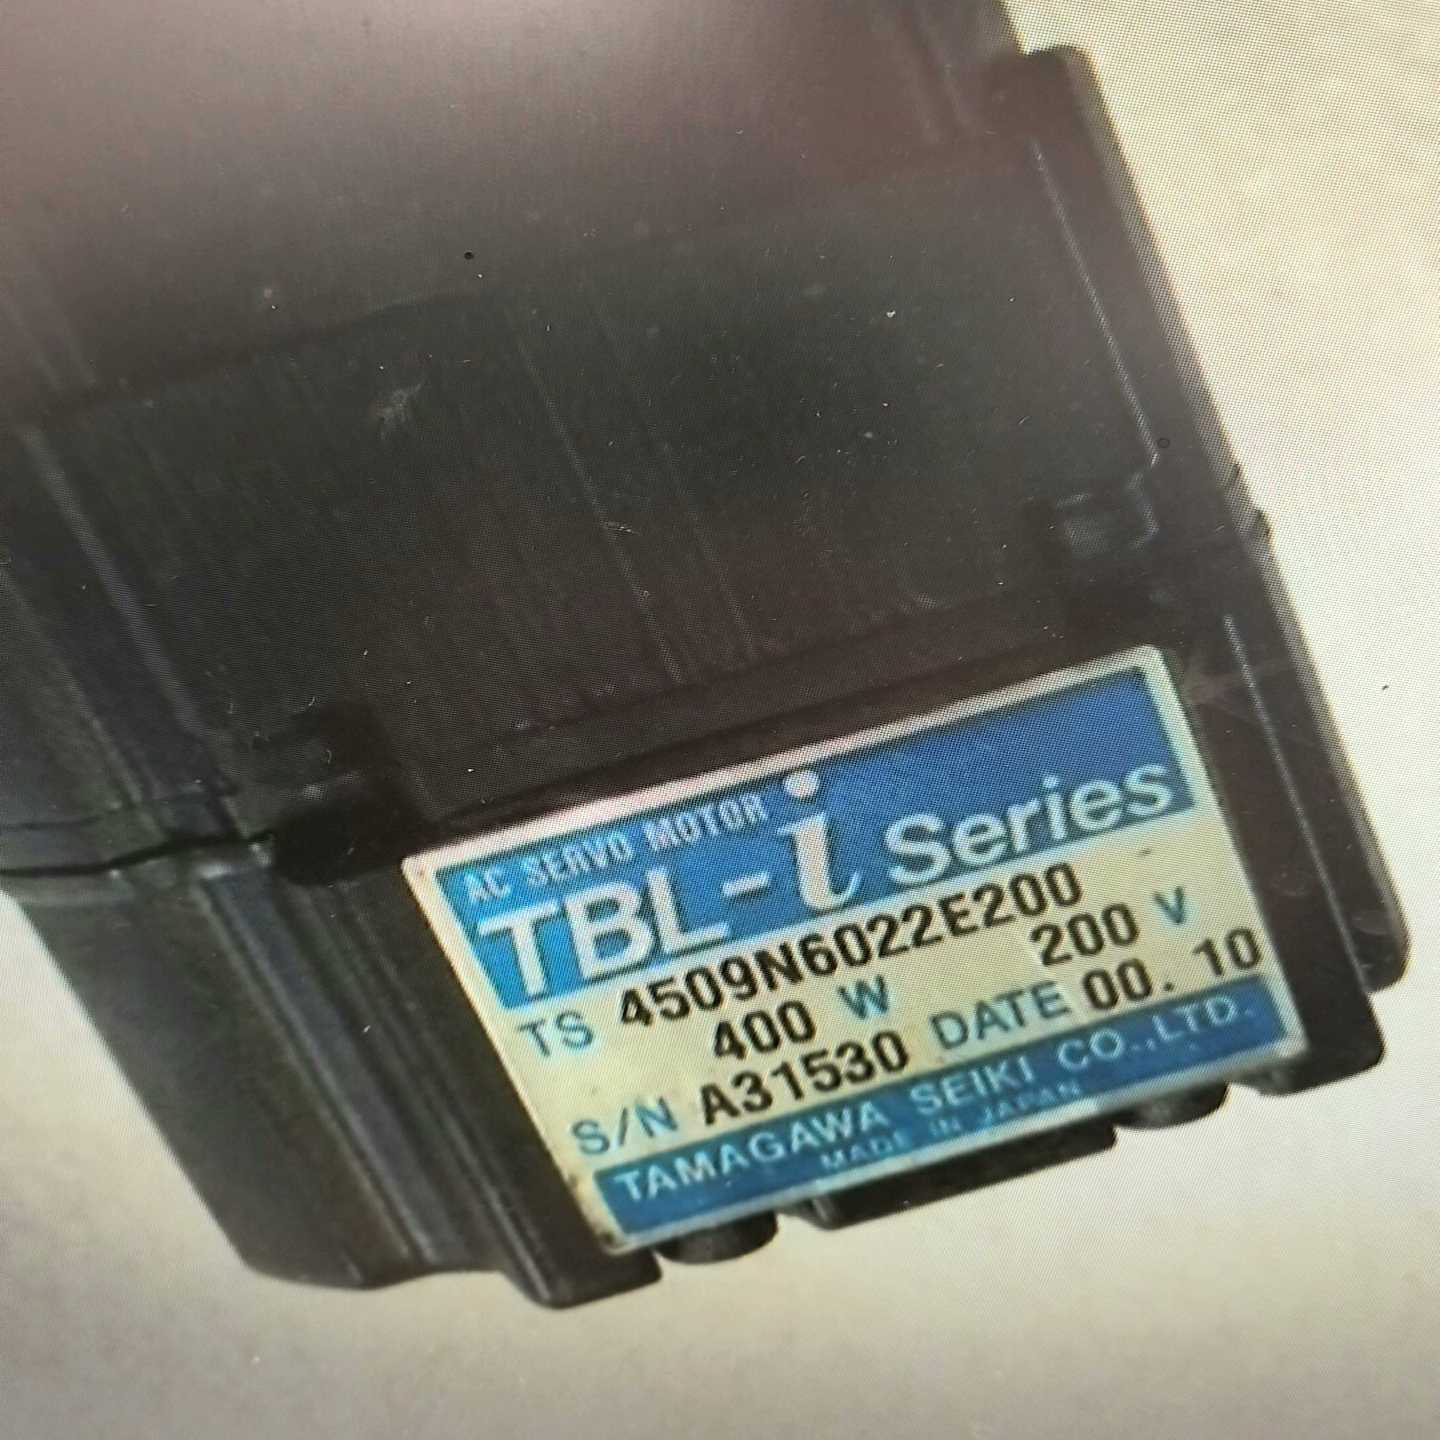 AC SERVO MOTOR
TBL-i Series
TS 4509N6022E200
400 W 200 V
S/N A31530 DATE 00. 10
TAMAGAWA SEIKI CO.,LTD.
MADE IN JAPAN